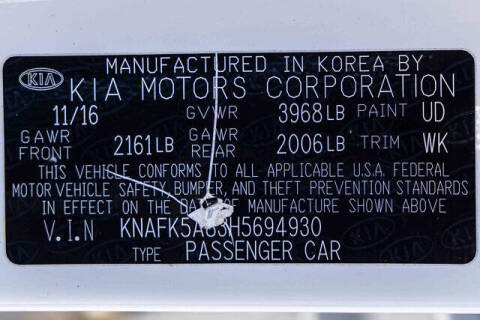 MANUFACTURED IN KOREA BY
KIA KIA MOTORS CORPORATION
11/16 GVWR 3968LB PAINT UD
GAWR FRONT 2161LB GAWR REAR 2006LB TRIM WK
THIS VEHICLE CONFORMS TO ALL APPLICABLE U.S.A. FEDERAL
MOTOR VEHICLE SAFETY, BUMPER, AND THEFT PREVENTION STANDARDS
IN EFFECT ON THE DATE OF MANUFACTURE SHOWN ABOVE
V.I.N
TYPE PASSENGER CAR